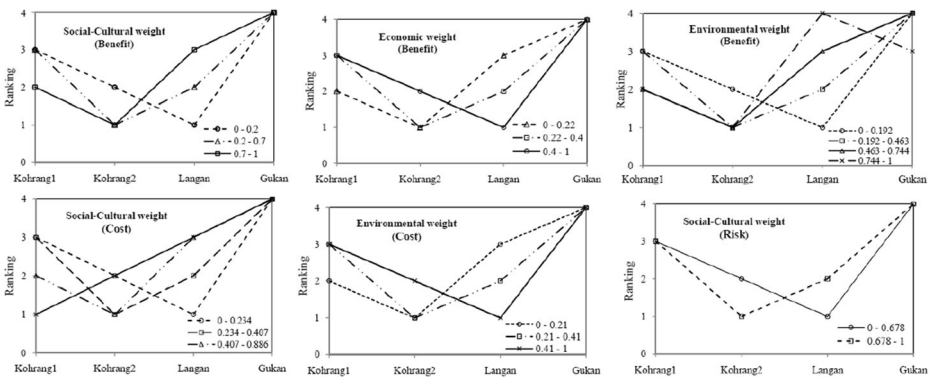 Social-Cultural weight
(Benefit)
Ranking
4
3
2
1
0
0 - 0.2
0.2 - 0.7
0.7 - 1
Kohrang1 Kohrang2 Langan Gukan
Economic weight
(Benefit)
Ranking
4
3
2
1
0
0 - 0.22
0.22 - 0.4
0.4 - 1
Kohrang1 Kohrang2 Langan Gukan
Environmental weight
(Benefit)
Ranking
4
3
2
1
0
0 - 0.192
0.192 - 0.463
0.463 - 0.744
0.744 - 1
Kohrang1 Kohrang2 Langan Gukan
Social-Cultural weight
(Cost)
Ranking
4
3
2
1
0
0 - 0.234
0.234 - 0.407
0.407 - 0.886
Kohrang1 Kohrang2 Langan Gukan
Environmental weight
(Cost)
Ranking
4
3
2
1
0
0 - 0.21
0.21 - 0.41
0.41 - 1
Kohrang1 Kohrang2 Langan Gukan
Social-Cultural weight
(Risk)
Ranking
4
3
2
1
0
0 - 0.678
0.678 - 1
Kohrang1 Kohrang2 Langan Gukan